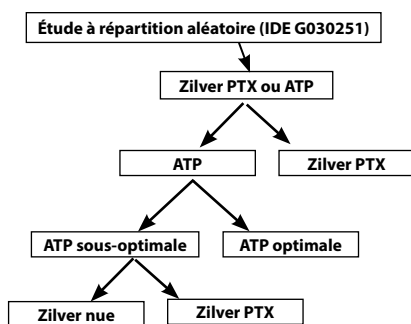 Étude à répartition aléatoire (IDE G030251)
Zilver PTX ou ATP
ATP
Zilver PTX
ATP sous-optimale
ATP optimale
Zilver nue
Zilver PTX